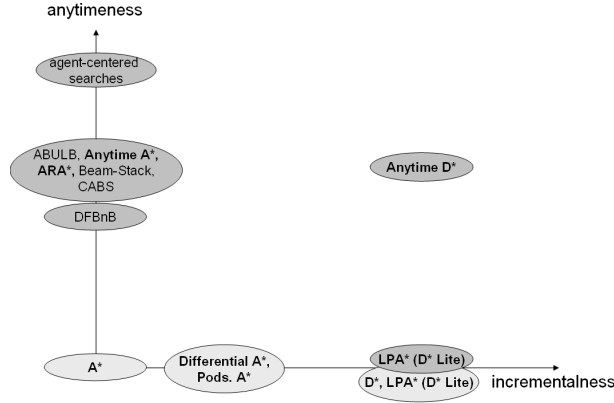 anytimeness
agent-centered
searches
ABULB, Anytime A*,
ARA*, Beam-Stack,
CABS
Anytime D*
DFBnB
A*
Differential A*,
Pods. A*
LPA* (D* Lite)
D*, LPA* (D* Lite)
incrementalness